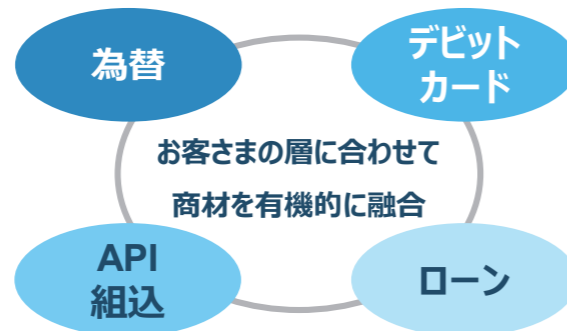 為替
デビット
カード
お客さまの層に合わせて
商材を有機的に融合
API
組込
ローン